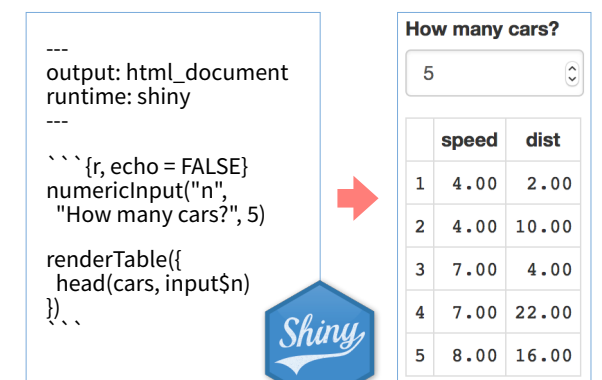 ---
output: html_document
runtime: shiny
---
```{r, echo = FALSE}
numericInput("n",
  "How many cars?", 5)
renderTable({
  head(cars, input$n)
})
```
Shiny
How many cars?
5
speed dist
1 4.00 2.00
2 4.00 10.00
3 7.00 4.00
4 7.00 22.00
5 8.00 16.00